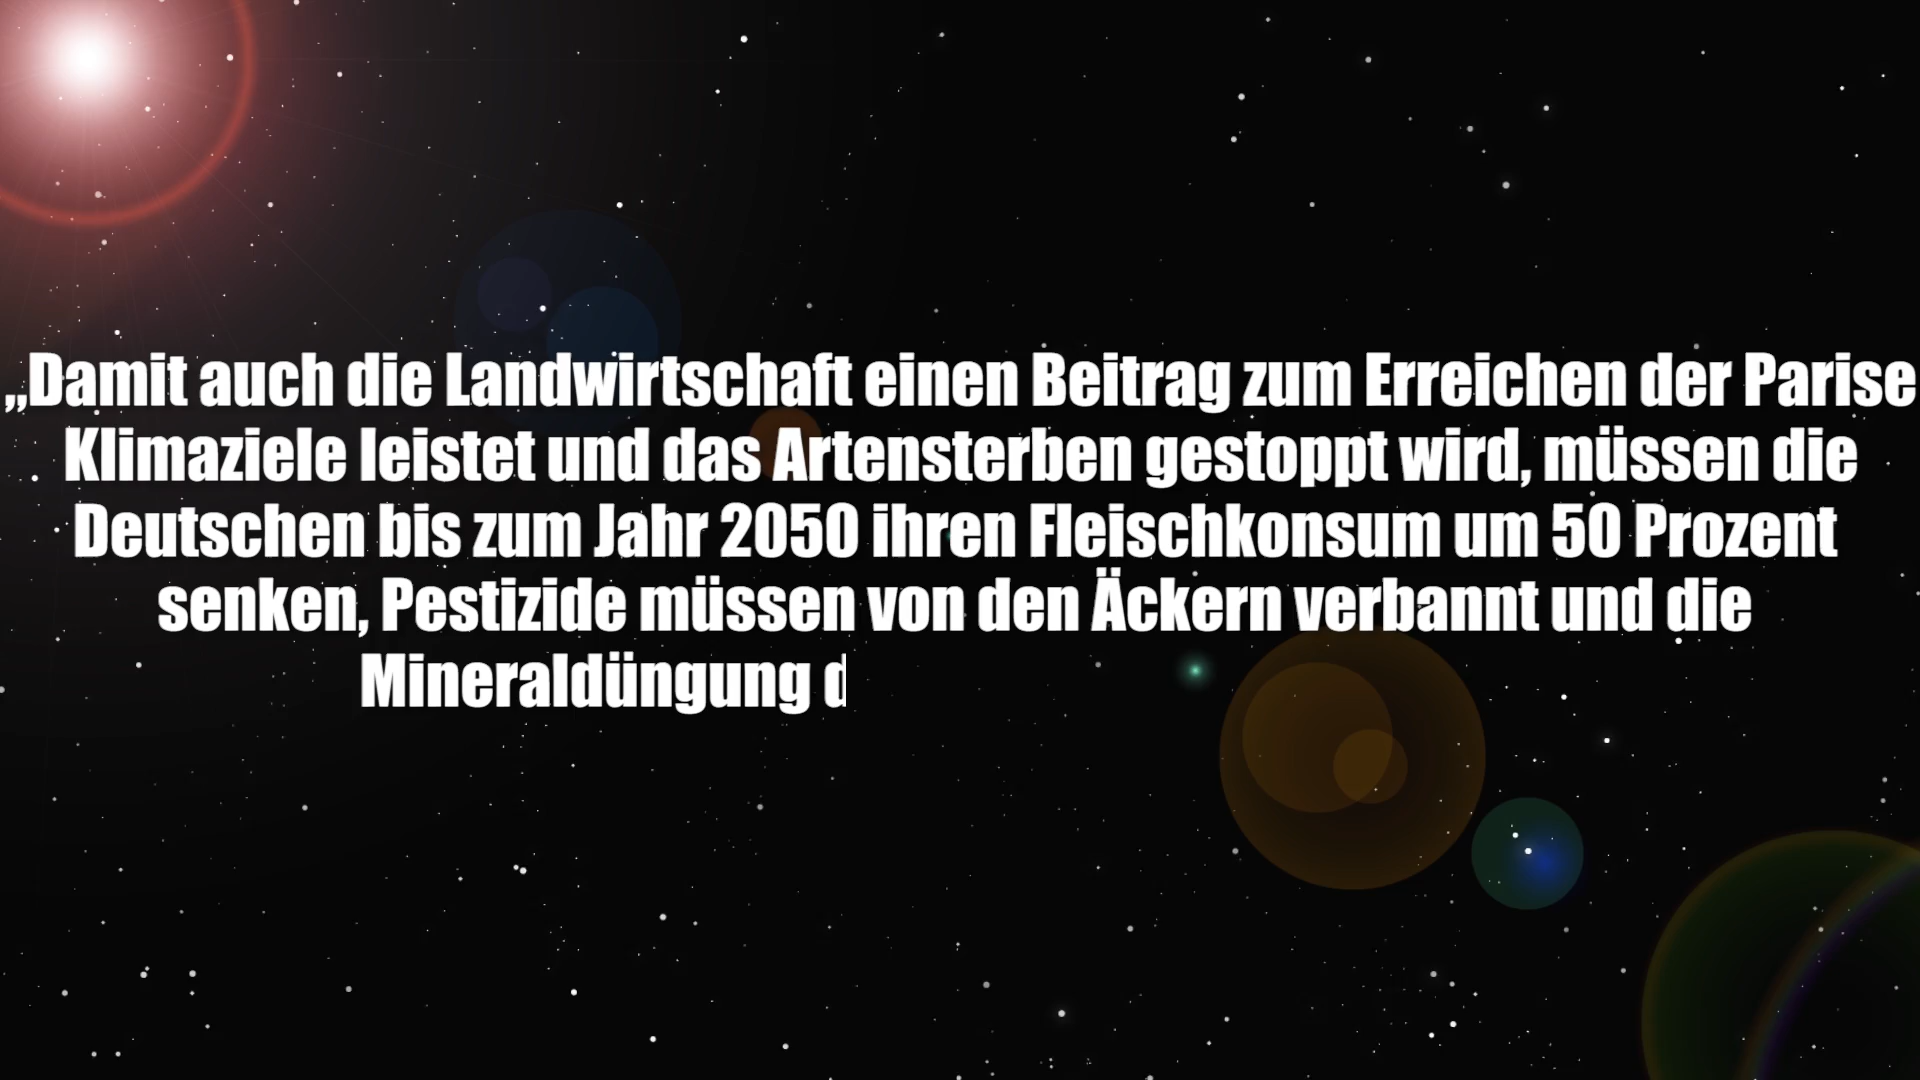 „Damit auch die Landwirtschaft einen Beitrag zum Erreichen der Parise
Klimaziele leistet und das Artensterben gestoppt wird, müssen die
Deutschen bis zum Jahr 2050 ihren Fleischkonsum um 50 Prozent
senken, Pestizide müssen von den Äckern verbannt und die
Mineraldüngung d